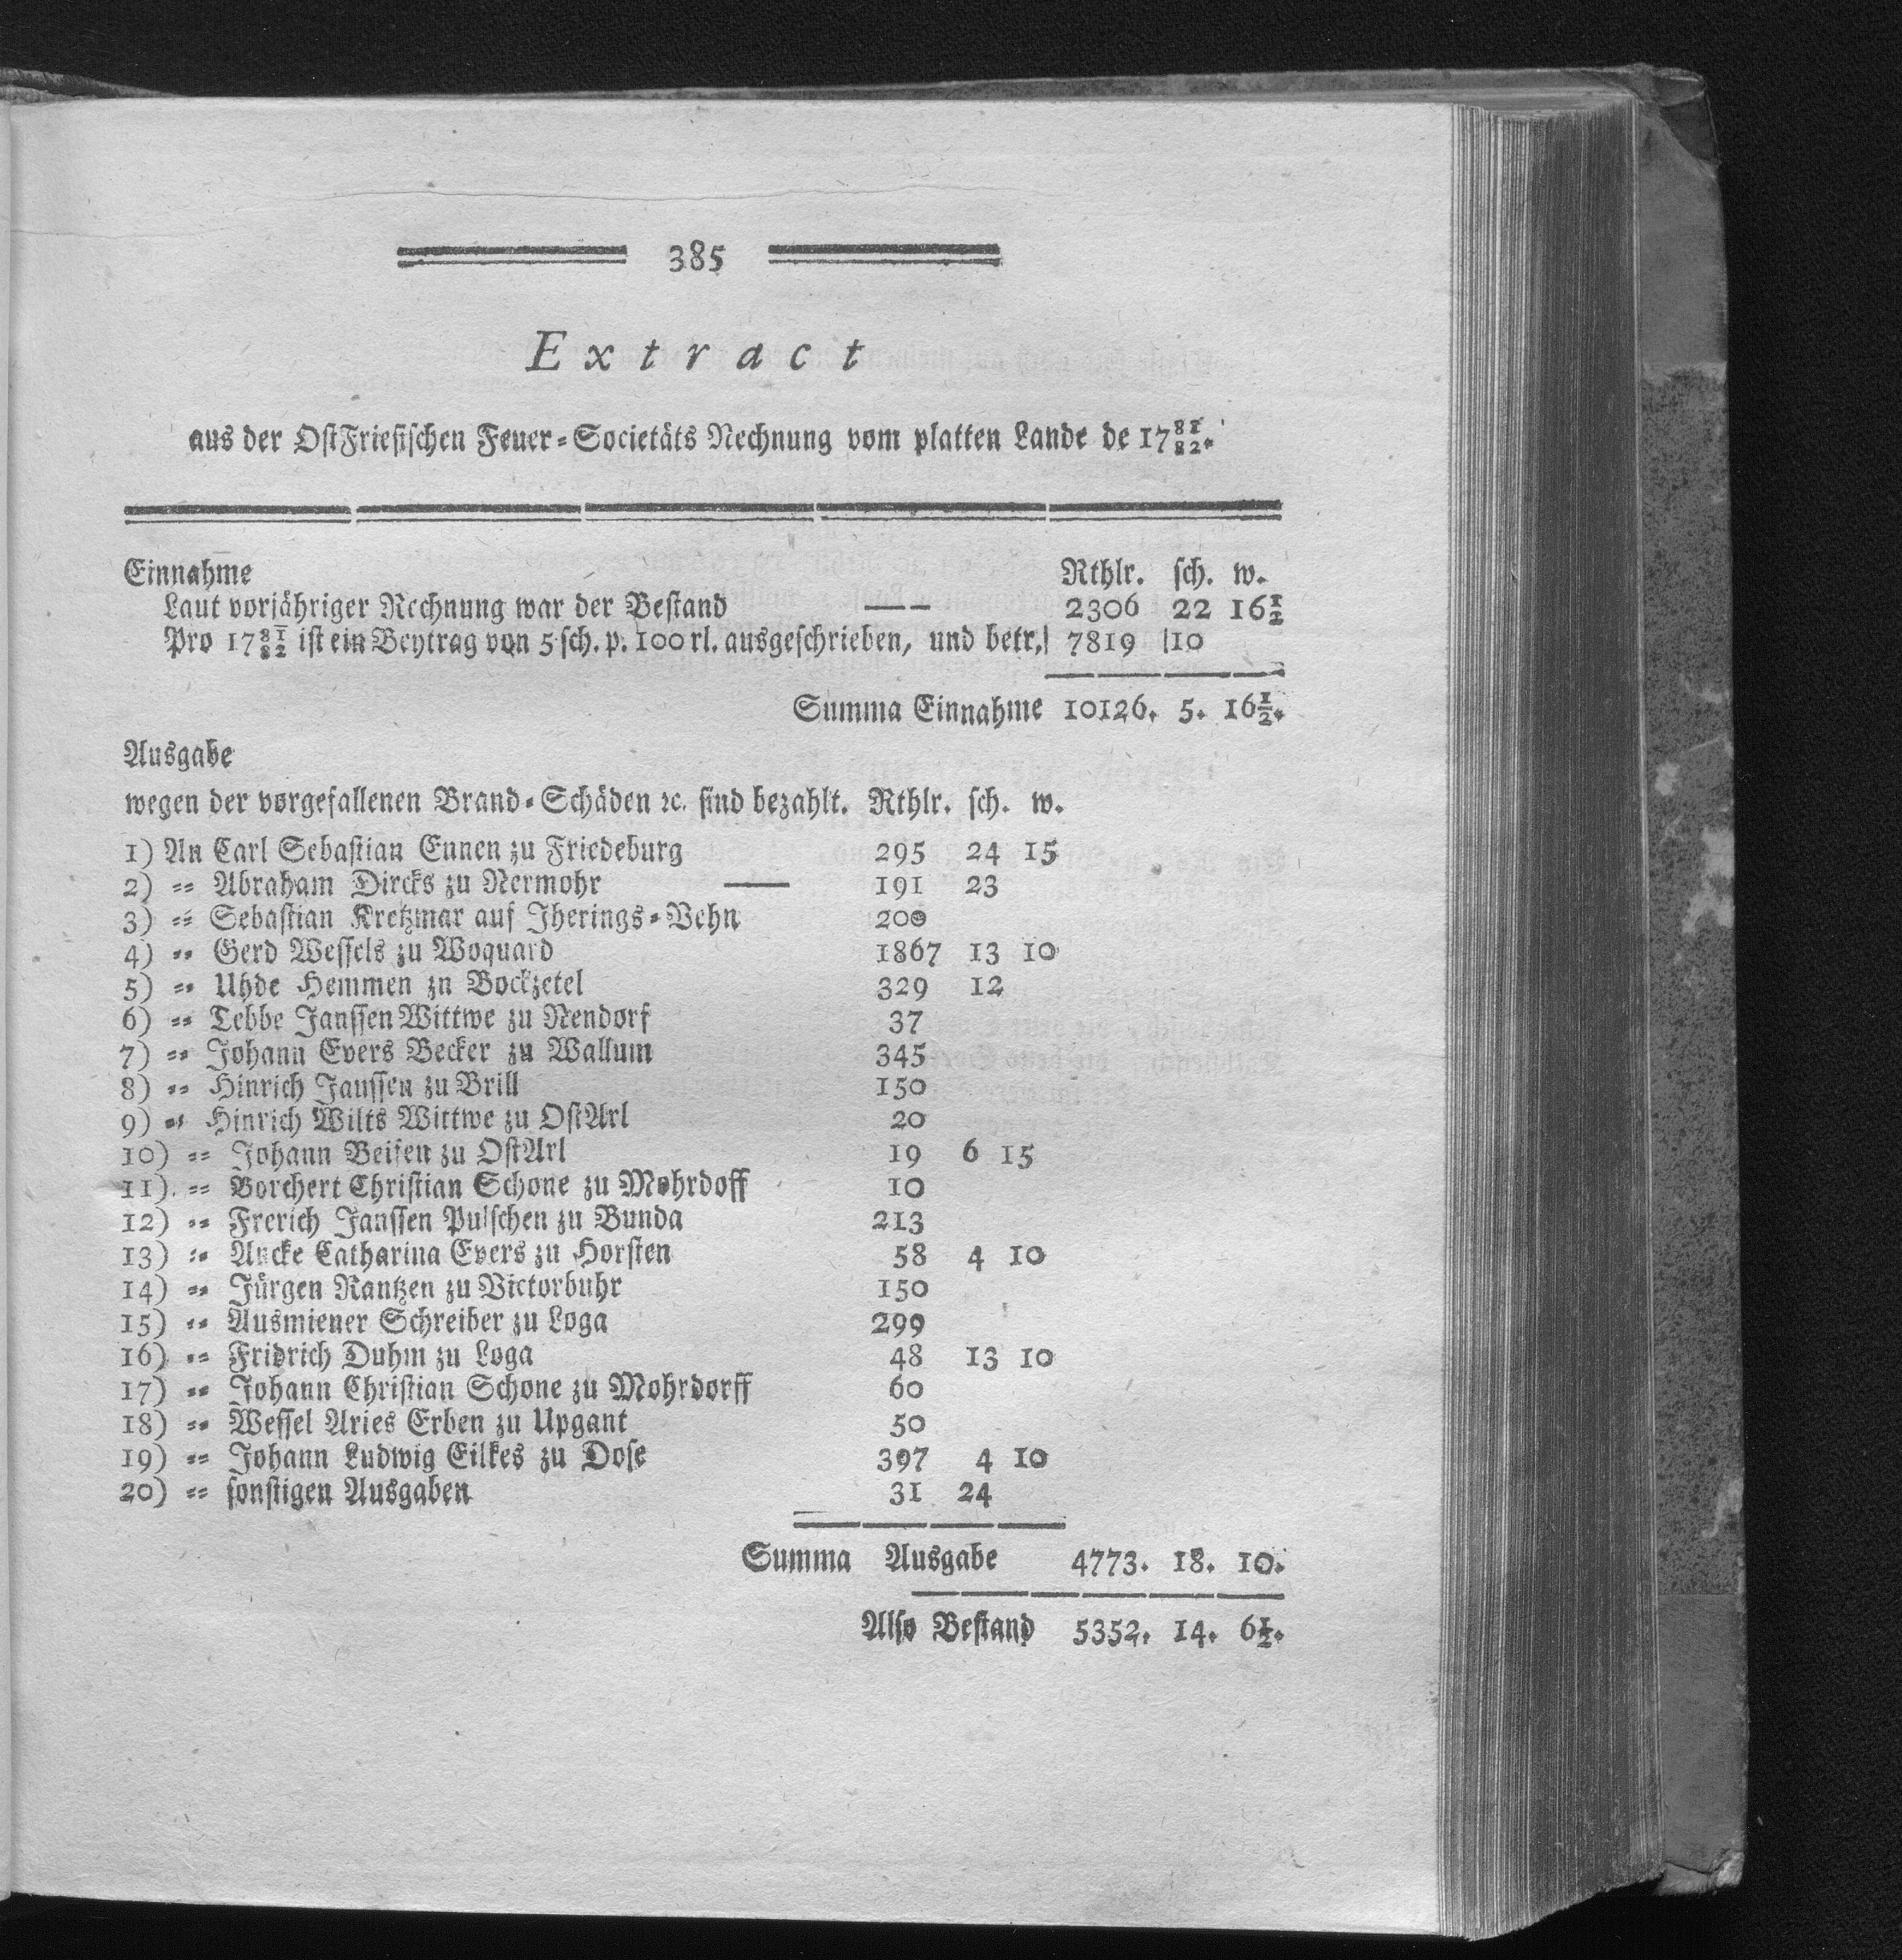 385
Extract
aus der OstFriesischen Feuer-Societäts Rechnung vom platten Lande de 17 81/82.
Einnahme Rthlr. sch. w.
Laut vorjähriger Rechnung war der Bestand —— 2306 22 16½
Pro 17 81/82 ist ein Beytrag von 5 sch. p. 100 rl. ausgeschrieben, und betr. 7819 10
Summa Einnahme 10126. 5. 16½.
Ausgabe
wegen der vorgefallenen Brand-Schäden ꝛc. sind bezahlt. Rthlr. sch. w.
1) An Carl Sebastian Ennen zu Friedeburg 295 24 15
2) -- Abraham Dircks zu Nermohr —— 191 23
3) -- Sebastian Kretzmar auf Jherings-Vehn 200
4) -- Gerd Wessels zu Woquard 1867 13 10
5) -- Uhde Hemmen zn Bockzetel 329 12
6) -- Tebbe Janssen Wittwe zu Nendorf 37
7) -- Johann Evers Becker zu Wallum 345
8) -- Hinrich Janssen zu Brill 150
9) -- Hinrich Wilts Wittwe zu OstArl 20
10) -- Johann Beisen zu OstArl 19 6 15
11) -- Borchert Christian Schone zu Mohrdoff 10
12) -- Frerich Janssen Pulschen zu Bunda 213
13) -- Ancke Catharina Evers zu Horsten 58 4 10
14) -- Jürgen Rantzen zu Victorbuhr 150
15) -- Ausmiener Schreiber zu Loga 299
16) -- Fridrich Duhm zu Loga 48 13 10
17) -- Johann Christian Schone zu Mohrdorff 60
18) -- Wessel Aries Erben zu Upgant 50
19) -- Johann Ludwig Eilkes zu Dose 397 4 10
20) -- sonstigen Ausgaben 31 24
Summa Ausgabe 4773. 18. 10.
Also Bestand 5352. 14. 6½.